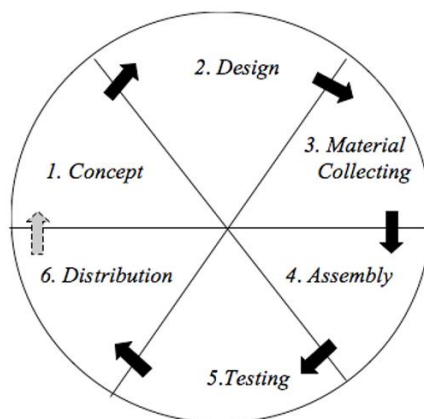 1. Concept
2. Design
3. Material
Collecting
4. Assembly
5.Testing
6. Distribution